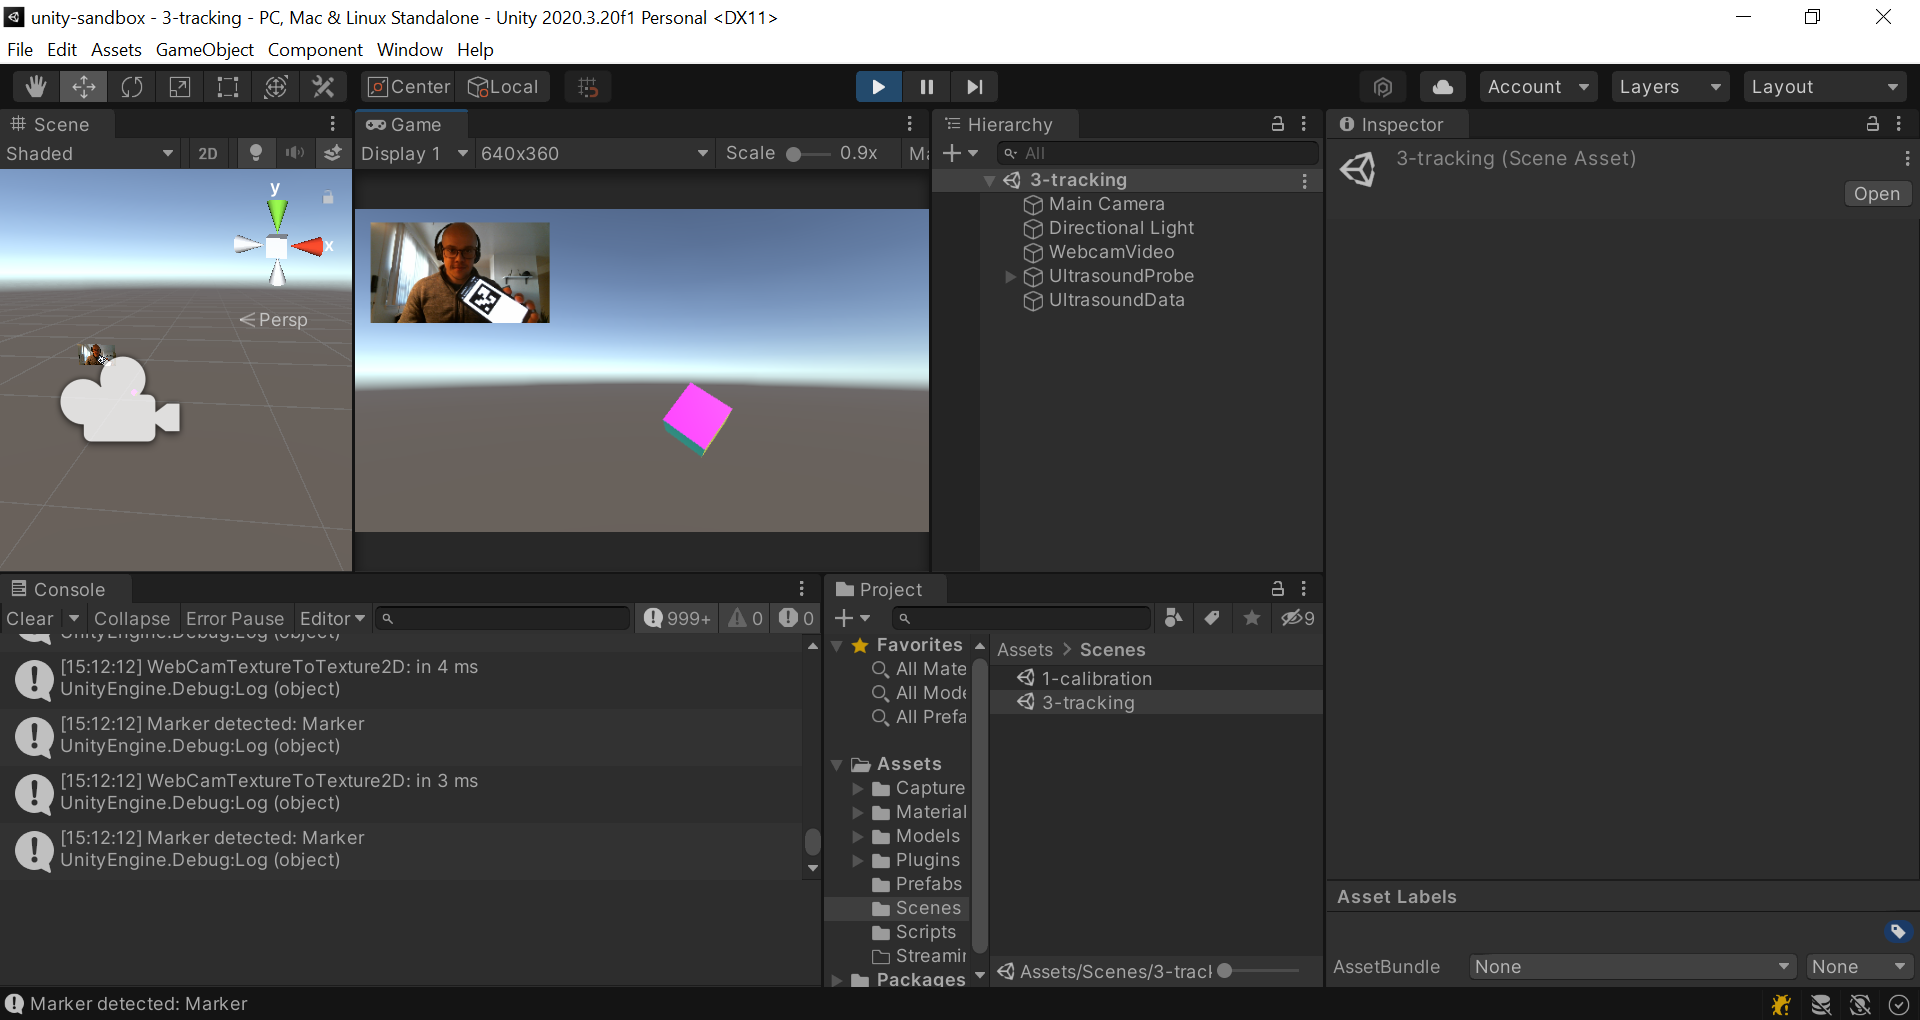 unity-sandbox - 3-tracking - PC, Mac & Linux Standalone - Unity 2020.3.20f1 Personal <DX11>
File Edit Assets GameObject Component Window Help
Center Local Account Layers Layout
Scene
Shaded 2D
y
x
Persp
Game
Display 1 640x360 Scale 0.9x Ma
Hierarchy
All
3-tracking
Main Camera
Directional Light
WebcamVideo
UltrasoundProbe
UltrasoundData
Inspector
3-tracking (Scene Asset)
Open
Console
Clear Collapse Error Pause Editor 999+ 0 0
UnityEngine.Debug:Log (object)
[15:12:12] WebCamTextureToTexture2D: in 4 ms
UnityEngine.Debug:Log (object)
[15:12:12] Marker detected: Marker
UnityEngine.Debug:Log (object)
[15:12:12] WebCamTextureToTexture2D: in 3 ms
UnityEngine.Debug:Log (object)
[15:12:12] Marker detected: Marker
UnityEngine.Debug:Log (object)
Project
9
Favorites
All Mate
All Mode
All Prefa
Assets
Capture
Material
Models
Plugins
Prefabs
Scenes
Scripts
Streamin
Packages
Assets > Scenes
1-calibration
3-tracking
Assets/Scenes/3-track
Asset Labels
AssetBundle None None
Marker detected: Marker